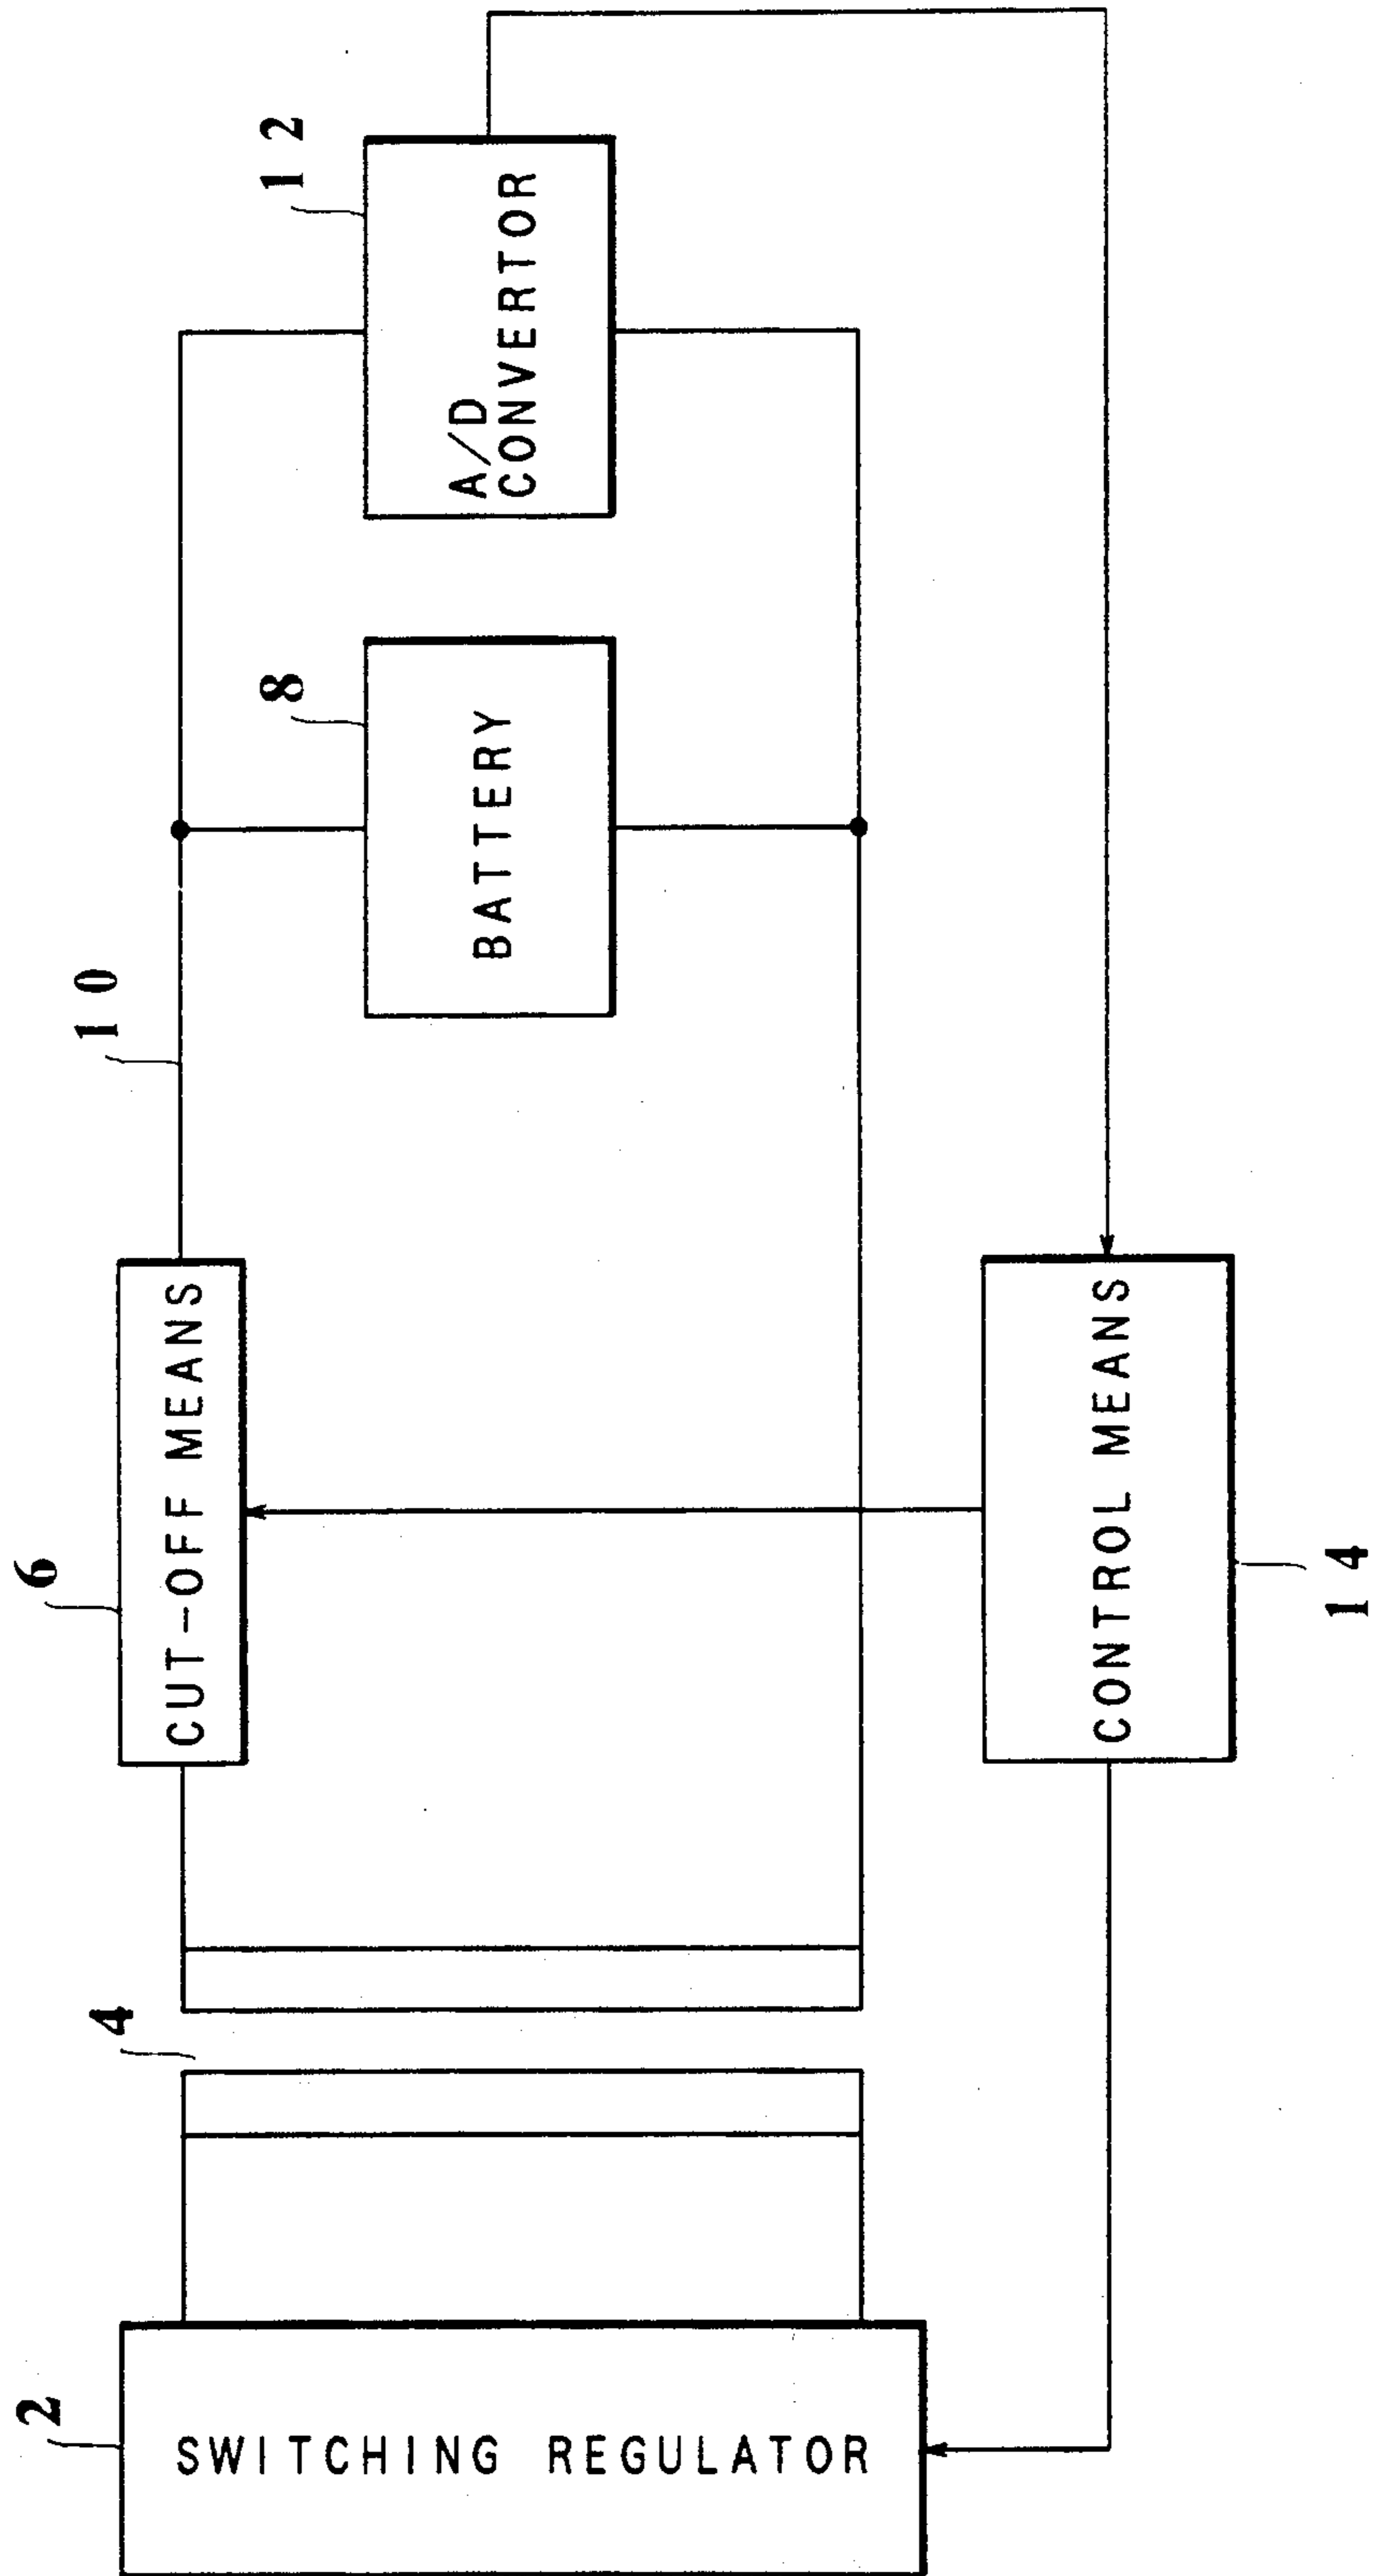 6
CUT-OFF MEANS
10
12
A/D
CONVERTOR
8
BATTERY
4
2
SWITCHING REGULATOR
CONTROL MEANS
14